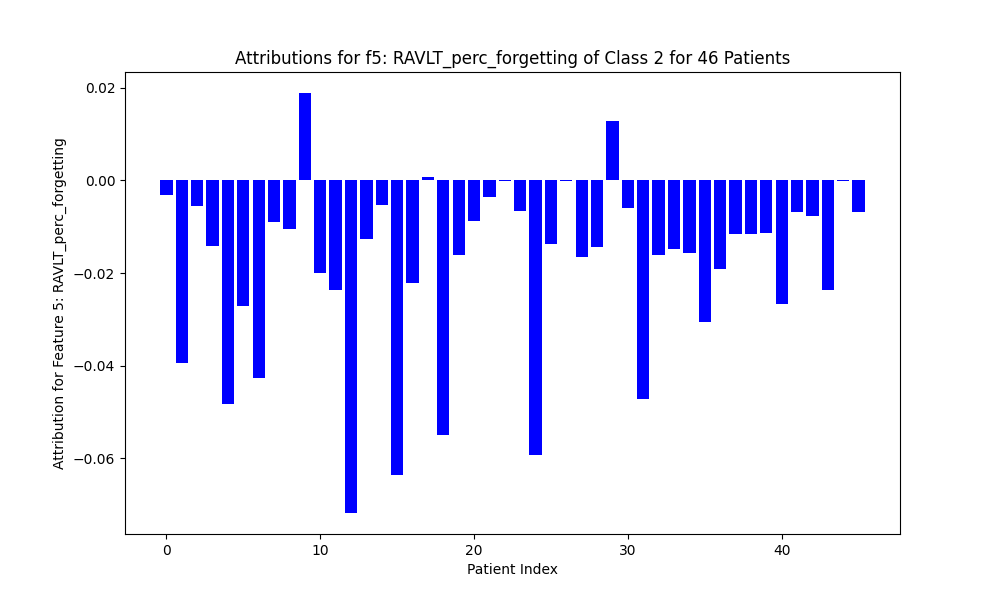 Attributions for f5: RAVLT_perc_forgetting of Class 2 for 46 Patients
Attribution for Feature 5: RAVLT_perc_forgetting
0.02
0.00
−0.02
−0.04
−0.06
0 10 20 30 40
Patient Index